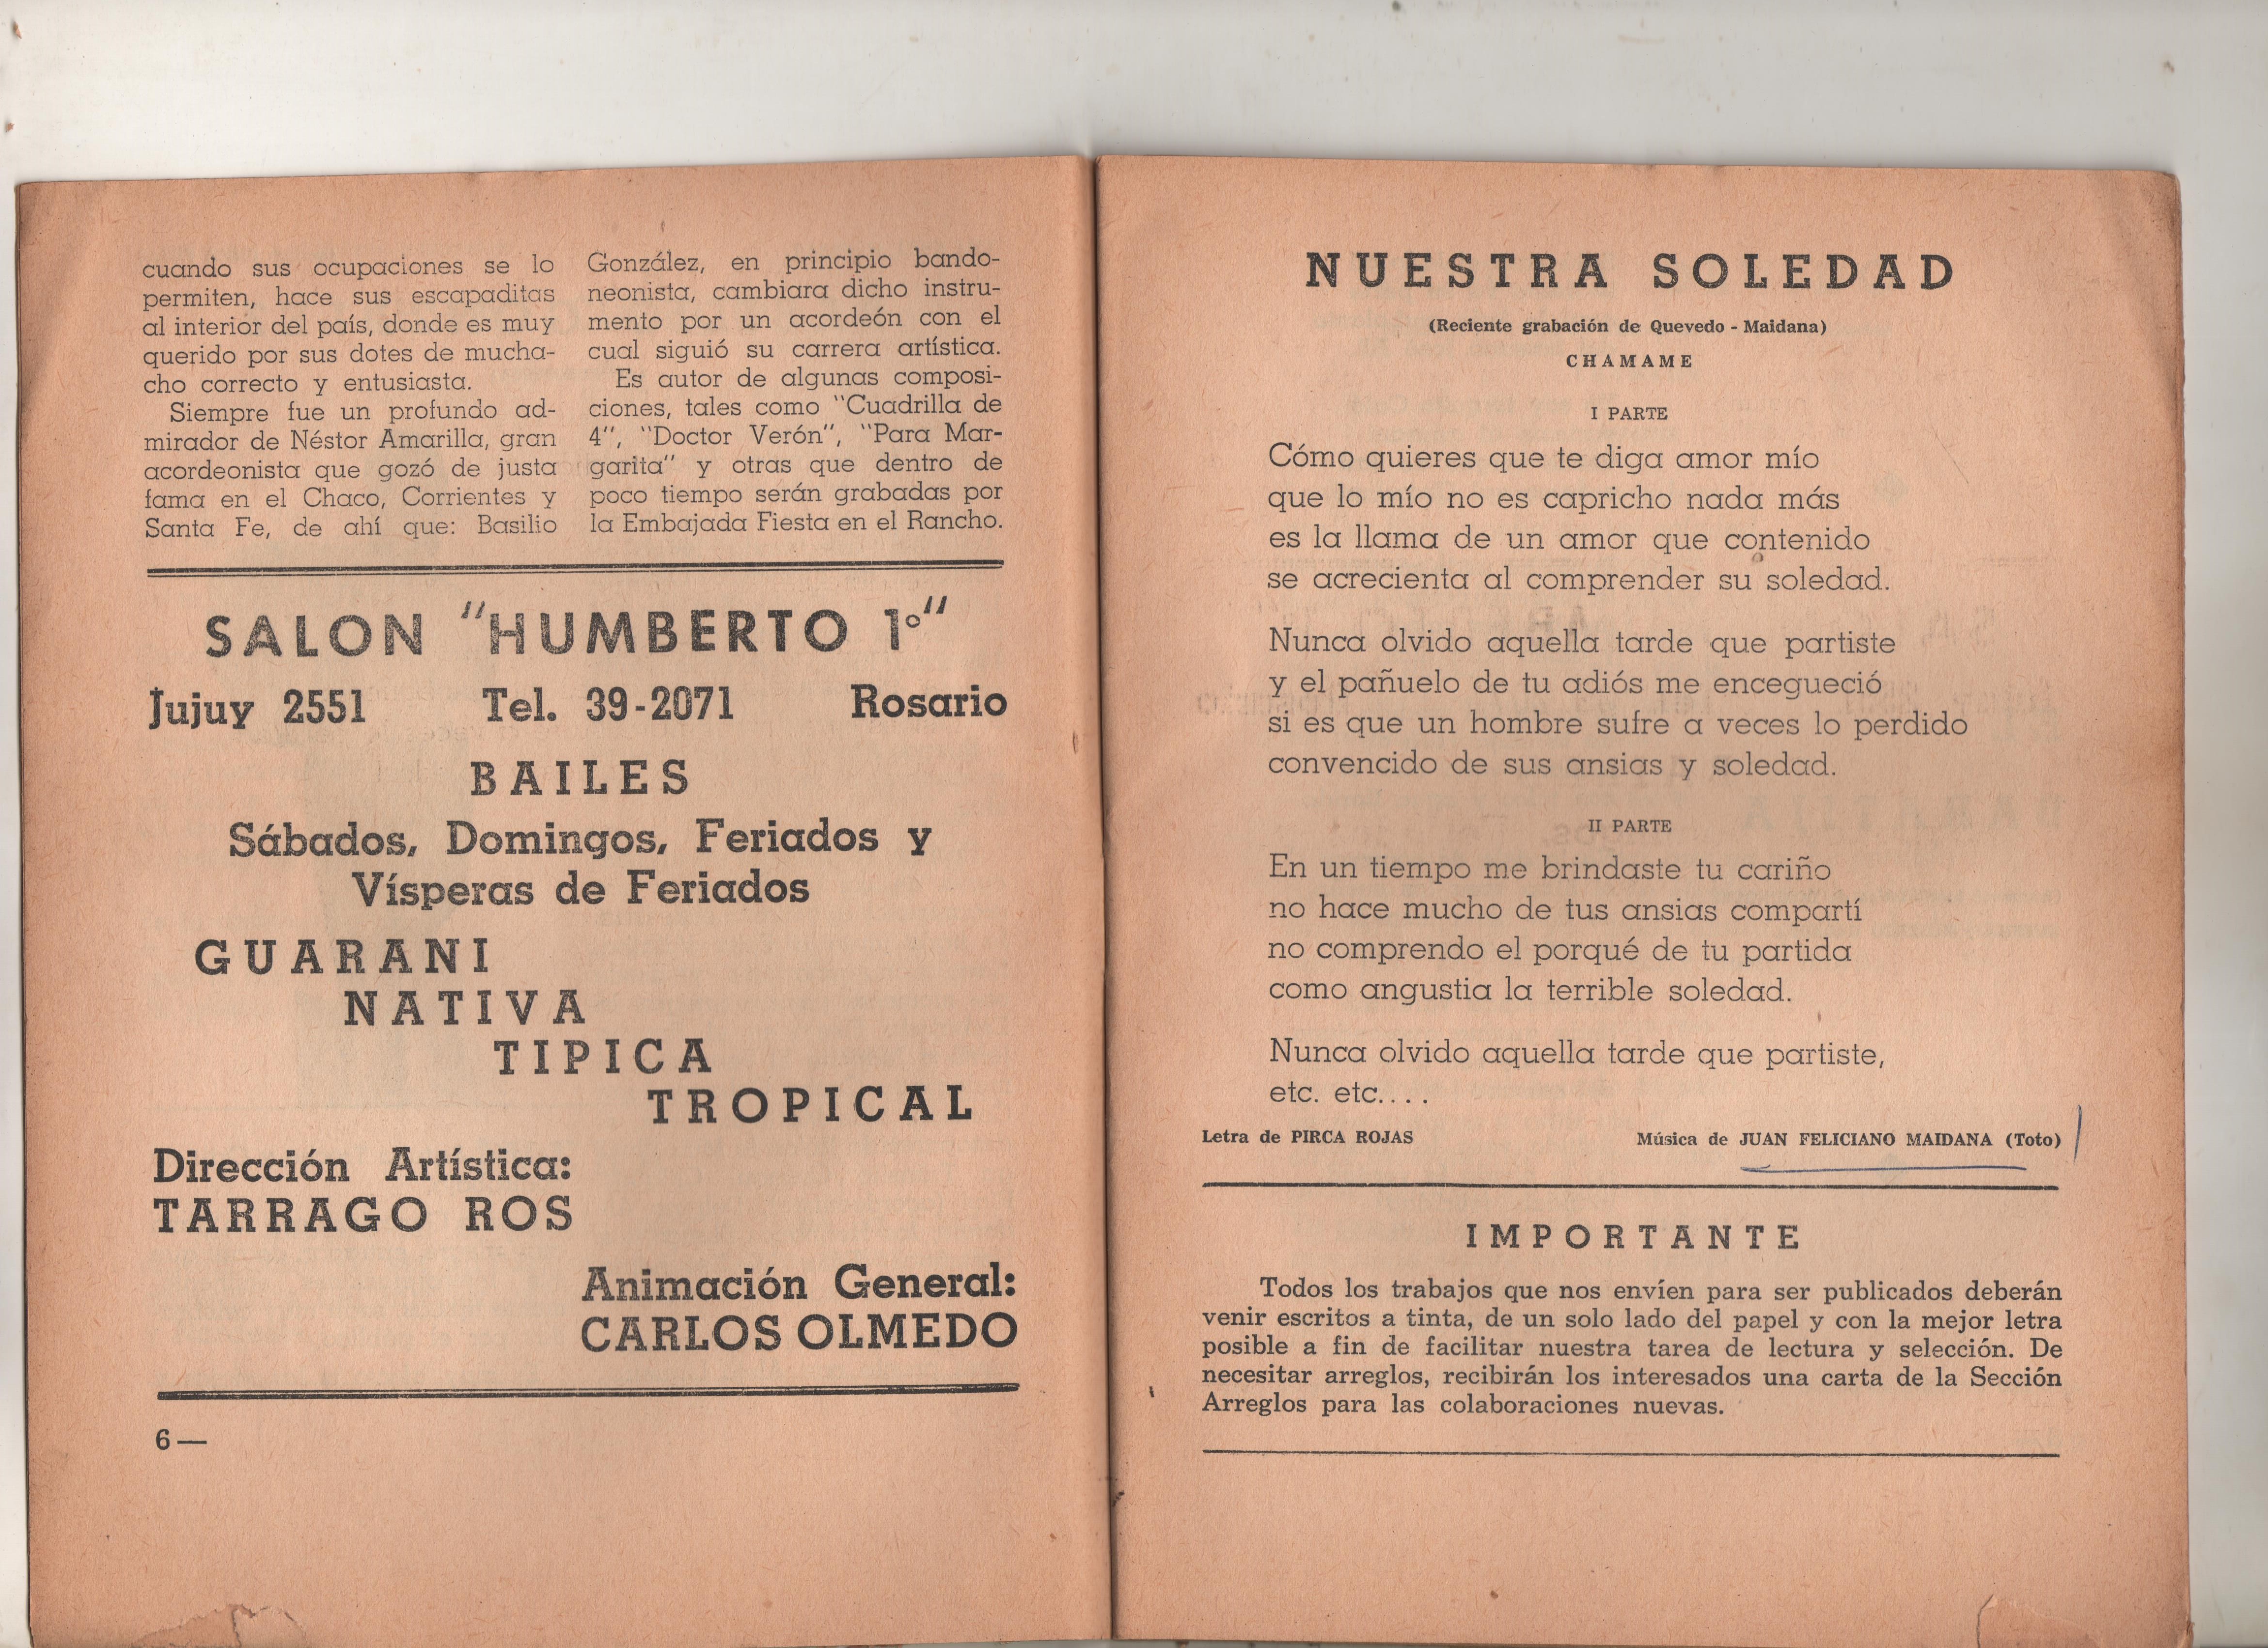 cuando sus ocupaciones se lo
permiten, hace sus escapaditas
al interior del país, donde es muy
querido por sus dotes de mucha-
cho correcto y entusiasta.
Siempre fue un profundo ad-
mirador de Néstor Amarilla, gran
acordeonista que gozó de justa
fama en el Chaco, Corrientes y
Santa Fe, de ahí que: Basilio
González, en principio bando-
neonista, cambiara dicho instru-
mento por un acordeón con el
cual siguió su carrera artística.
Es autor de algunas composi-
ciones, tales como "Cuadrilla de
4", "Doctor Verón", "Para Mar-
garita" y otras que dentro de
poco tiempo serán grabadas por
la Embajada Fiesta en el Rancho.
SALON "HUMBERTO 1°"
Jujuy 2551 Tel. 39-2071 Rosario
BAILES
Sábados, Domingos, Feriados y
Vísperas de Feriados
GUARANI
NATIVA
TIPICA
TROPICAL
Dirección Artística:
TARRAGO ROS
Animación General:
CARLOS OLMEDO
6—
NUESTRA SOLEDAD
(Reciente grabación de Quevedo - Maidana)
CHAMAME
I PARTE
Cómo quieres que te diga amor mío
que lo mío no es capricho nada más
es la llama de un amor que contenido
se acrecienta al comprender su soledad.
Nunca olvido aquella tarde que partiste
y el pañuelo de tu adiós me encegueció
si es que un hombre sufre a veces lo perdido
convencido de sus ansias y soledad.
II PARTE
En un tiempo me brindaste tu cariño
no hace mucho de tus ansias compartí
no comprendo el porqué de tu partida
como angustia la terrible soledad.
Nunca olvido aquella tarde que partiste,
etc. etc....
Letra de PIRCA ROJAS Música de JUAN FELICIANO MAIDANA (Toto)
IMPORTANTE
Todos los trabajos que nos envíen para ser publicados deberán
venir escritos a tinta, de un solo lado del papel y con la mejor letra
posible a fin de facilitar nuestra tarea de lectura y selección. De
necesitar arreglos, recibirán los interesados una carta de la Sección
Arreglos para las colaboraciones nuevas.